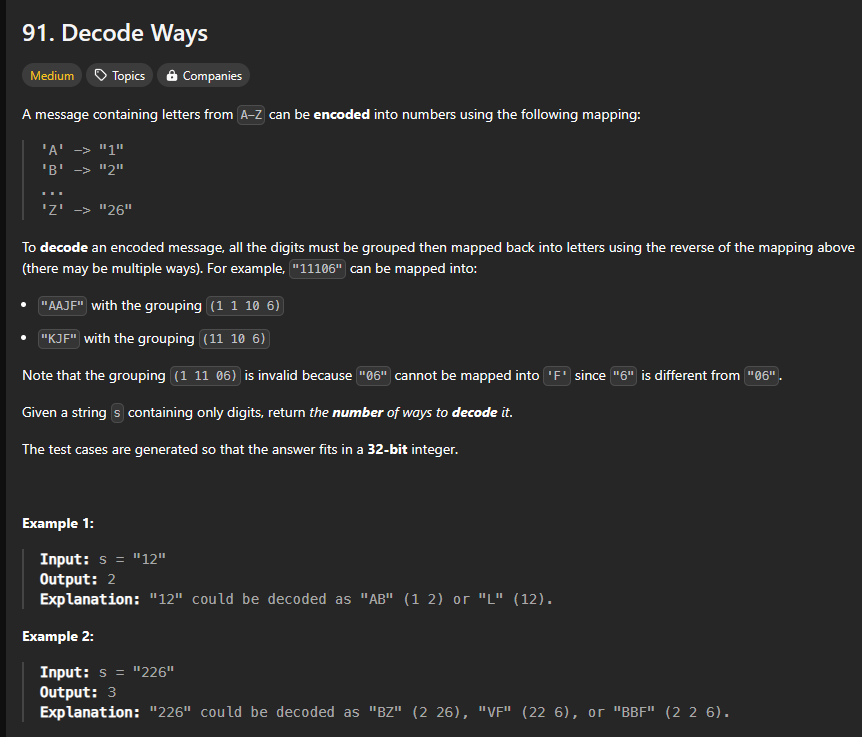 91. Decode Ways
Medium Topics Companies
A message containing letters from A-Z can be encoded into numbers using the following mapping:
'A' -> "1"
'B' -> "2"
...
'Z' -> "26"
To decode an encoded message, all the digits must be grouped then mapped back into letters using the reverse of the mapping above
(there may be multiple ways). For example, "11106" can be mapped into:
• "AAJF" with the grouping (1 1 10 6)
• "KJF" with the grouping (11 10 6)
Note that the grouping (1 11 06) is invalid because "06" cannot be mapped into 'F' since "6" is different from "06".
Given a string s containing only digits, return the number of ways to decode it.
The test cases are generated so that the answer fits in a 32-bit integer.
Example 1:
Input: s = "12"
Output: 2
Explanation: "12" could be decoded as "AB" (1 2) or "L" (12).
Example 2:
Input: s = "226"
Output: 3
Explanation: "226" could be decoded as "BZ" (2 26), "VF" (22 6), or "BBF" (2 2 6).